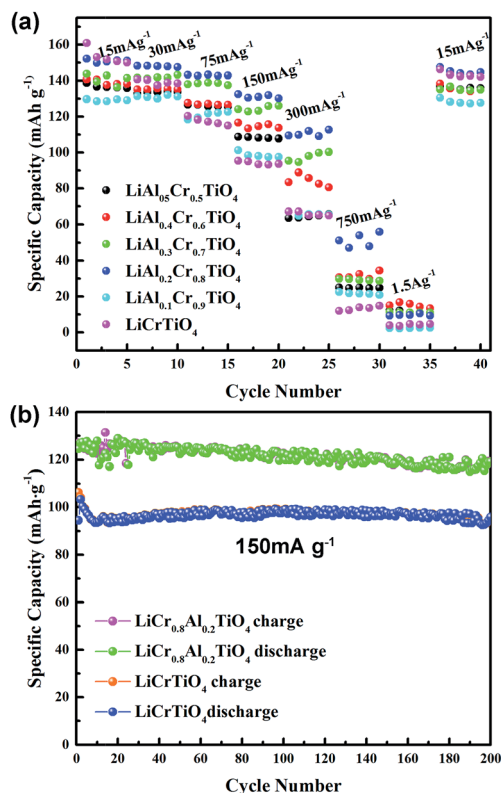 (a)
160
140
120
100
80
60
40
20
0
Specific Capacity (mAh g⁻¹)
15mAg⁻¹
30mAg⁻¹
75mAg⁻¹
150mAg⁻¹
300mAg⁻¹
750mAg⁻¹
1.5Ag⁻¹
15mAg⁻¹
LiAl₀₅Cr₀.₅TiO₄
LiAl₀.₄Cr₀.₆TiO₄
LiAl₀.₃Cr₀.₇TiO₄
LiAl₀.₂Cr₀.₈TiO₄
LiAl₀.₁Cr₀.₉TiO₄
LiCrTiO₄
0 5 10 15 20 25 30 35 40
Cycle Number
(b)
140
120
100
80
60
40
20
0
Specific Capacity (mAh·g⁻¹)
150mA g⁻¹
LiCr₀.₈Al₀.₂TiO₄ charge
LiCr₀.₈Al₀.₂TiO₄ discharge
LiCrTiO₄ charge
LiCrTiO₄discharge
0 20 40 60 80 100 120 140 160 180 200
Cycle Number